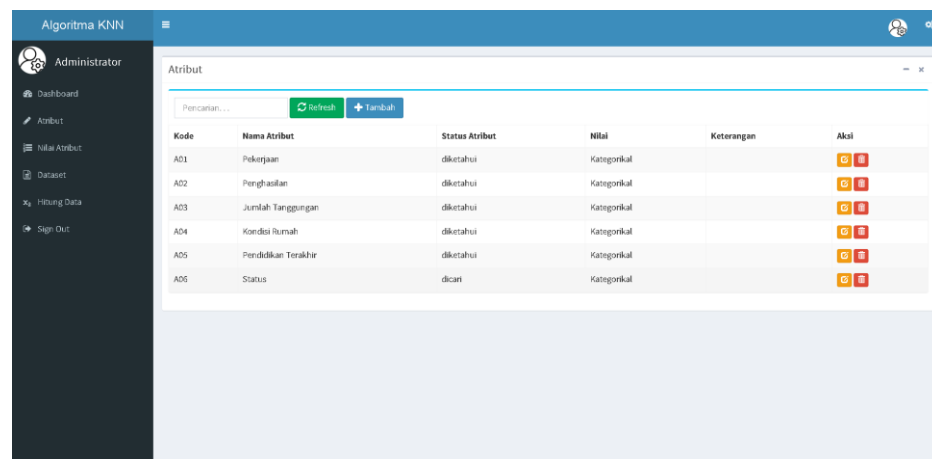 Algoritma KNN
Administrator
Dashboard
Atribut
Nilai Atribut
Dataset
Hitung Data
Sign Out
Atribut
Pencarian. . .
Refresh
Tambah
Kode Nama Atribut Status Atribut Nilai Keterangan Aksi
A01 Pekerjaan diketahui Kategorikal
A02 Penghasilan diketahui Kategorikal
A03 Jumlah Tanggungan diketahui Kategorikal
A04 Kondisi Rumah diketahui Kategorikal
A05 Pendidikan Terakhir diketahui Kategorikal
A06 Status dicari Kategorikal